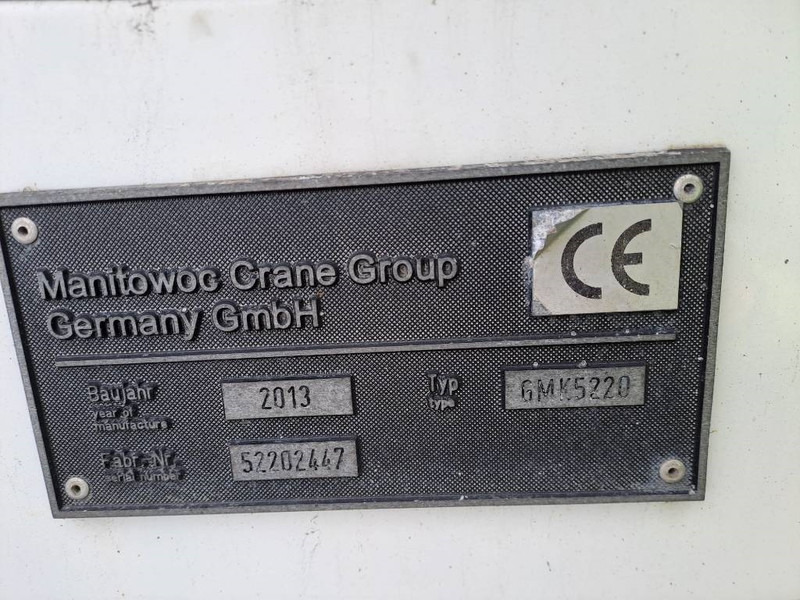 Manitowoc Crane Group
Germany GmbH
CE
Baujahr 2013 Typ GMK5220
year of type
manufacture
Fabr.-Nr. 52202447
serial number